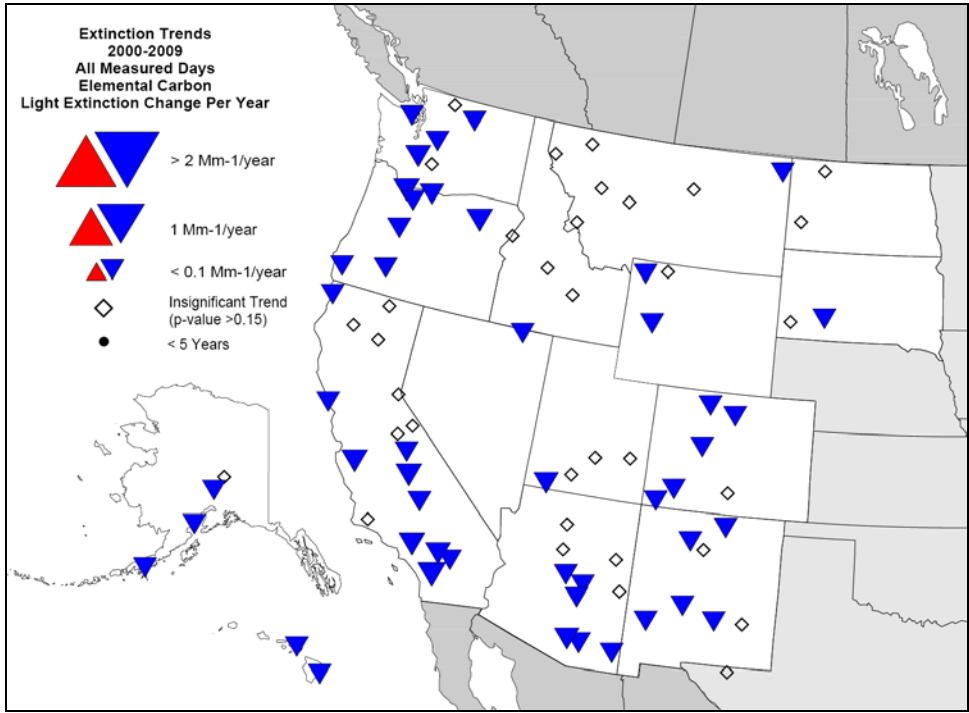 Extinction Trends
2000-2009
All Measured Days
Elemental Carbon
Light Extinction Change Per Year
> 2 Mm-1/year
1 Mm-1/year
< 0.1 Mm-1/year
Insignificant Trend
(p-value >0.15)
< 5 Years